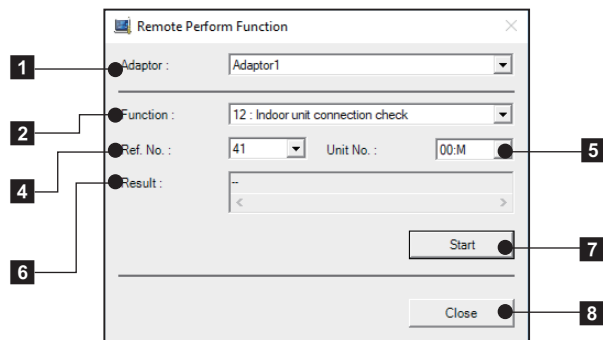 Remote Perform Function
1 Adaptor : Adaptor1
2 Function : 12 : Indoor unit connection check
4 Ref. No. : 41 Unit No. : 00:M 5
6 Result : --
Start 7
Close 8